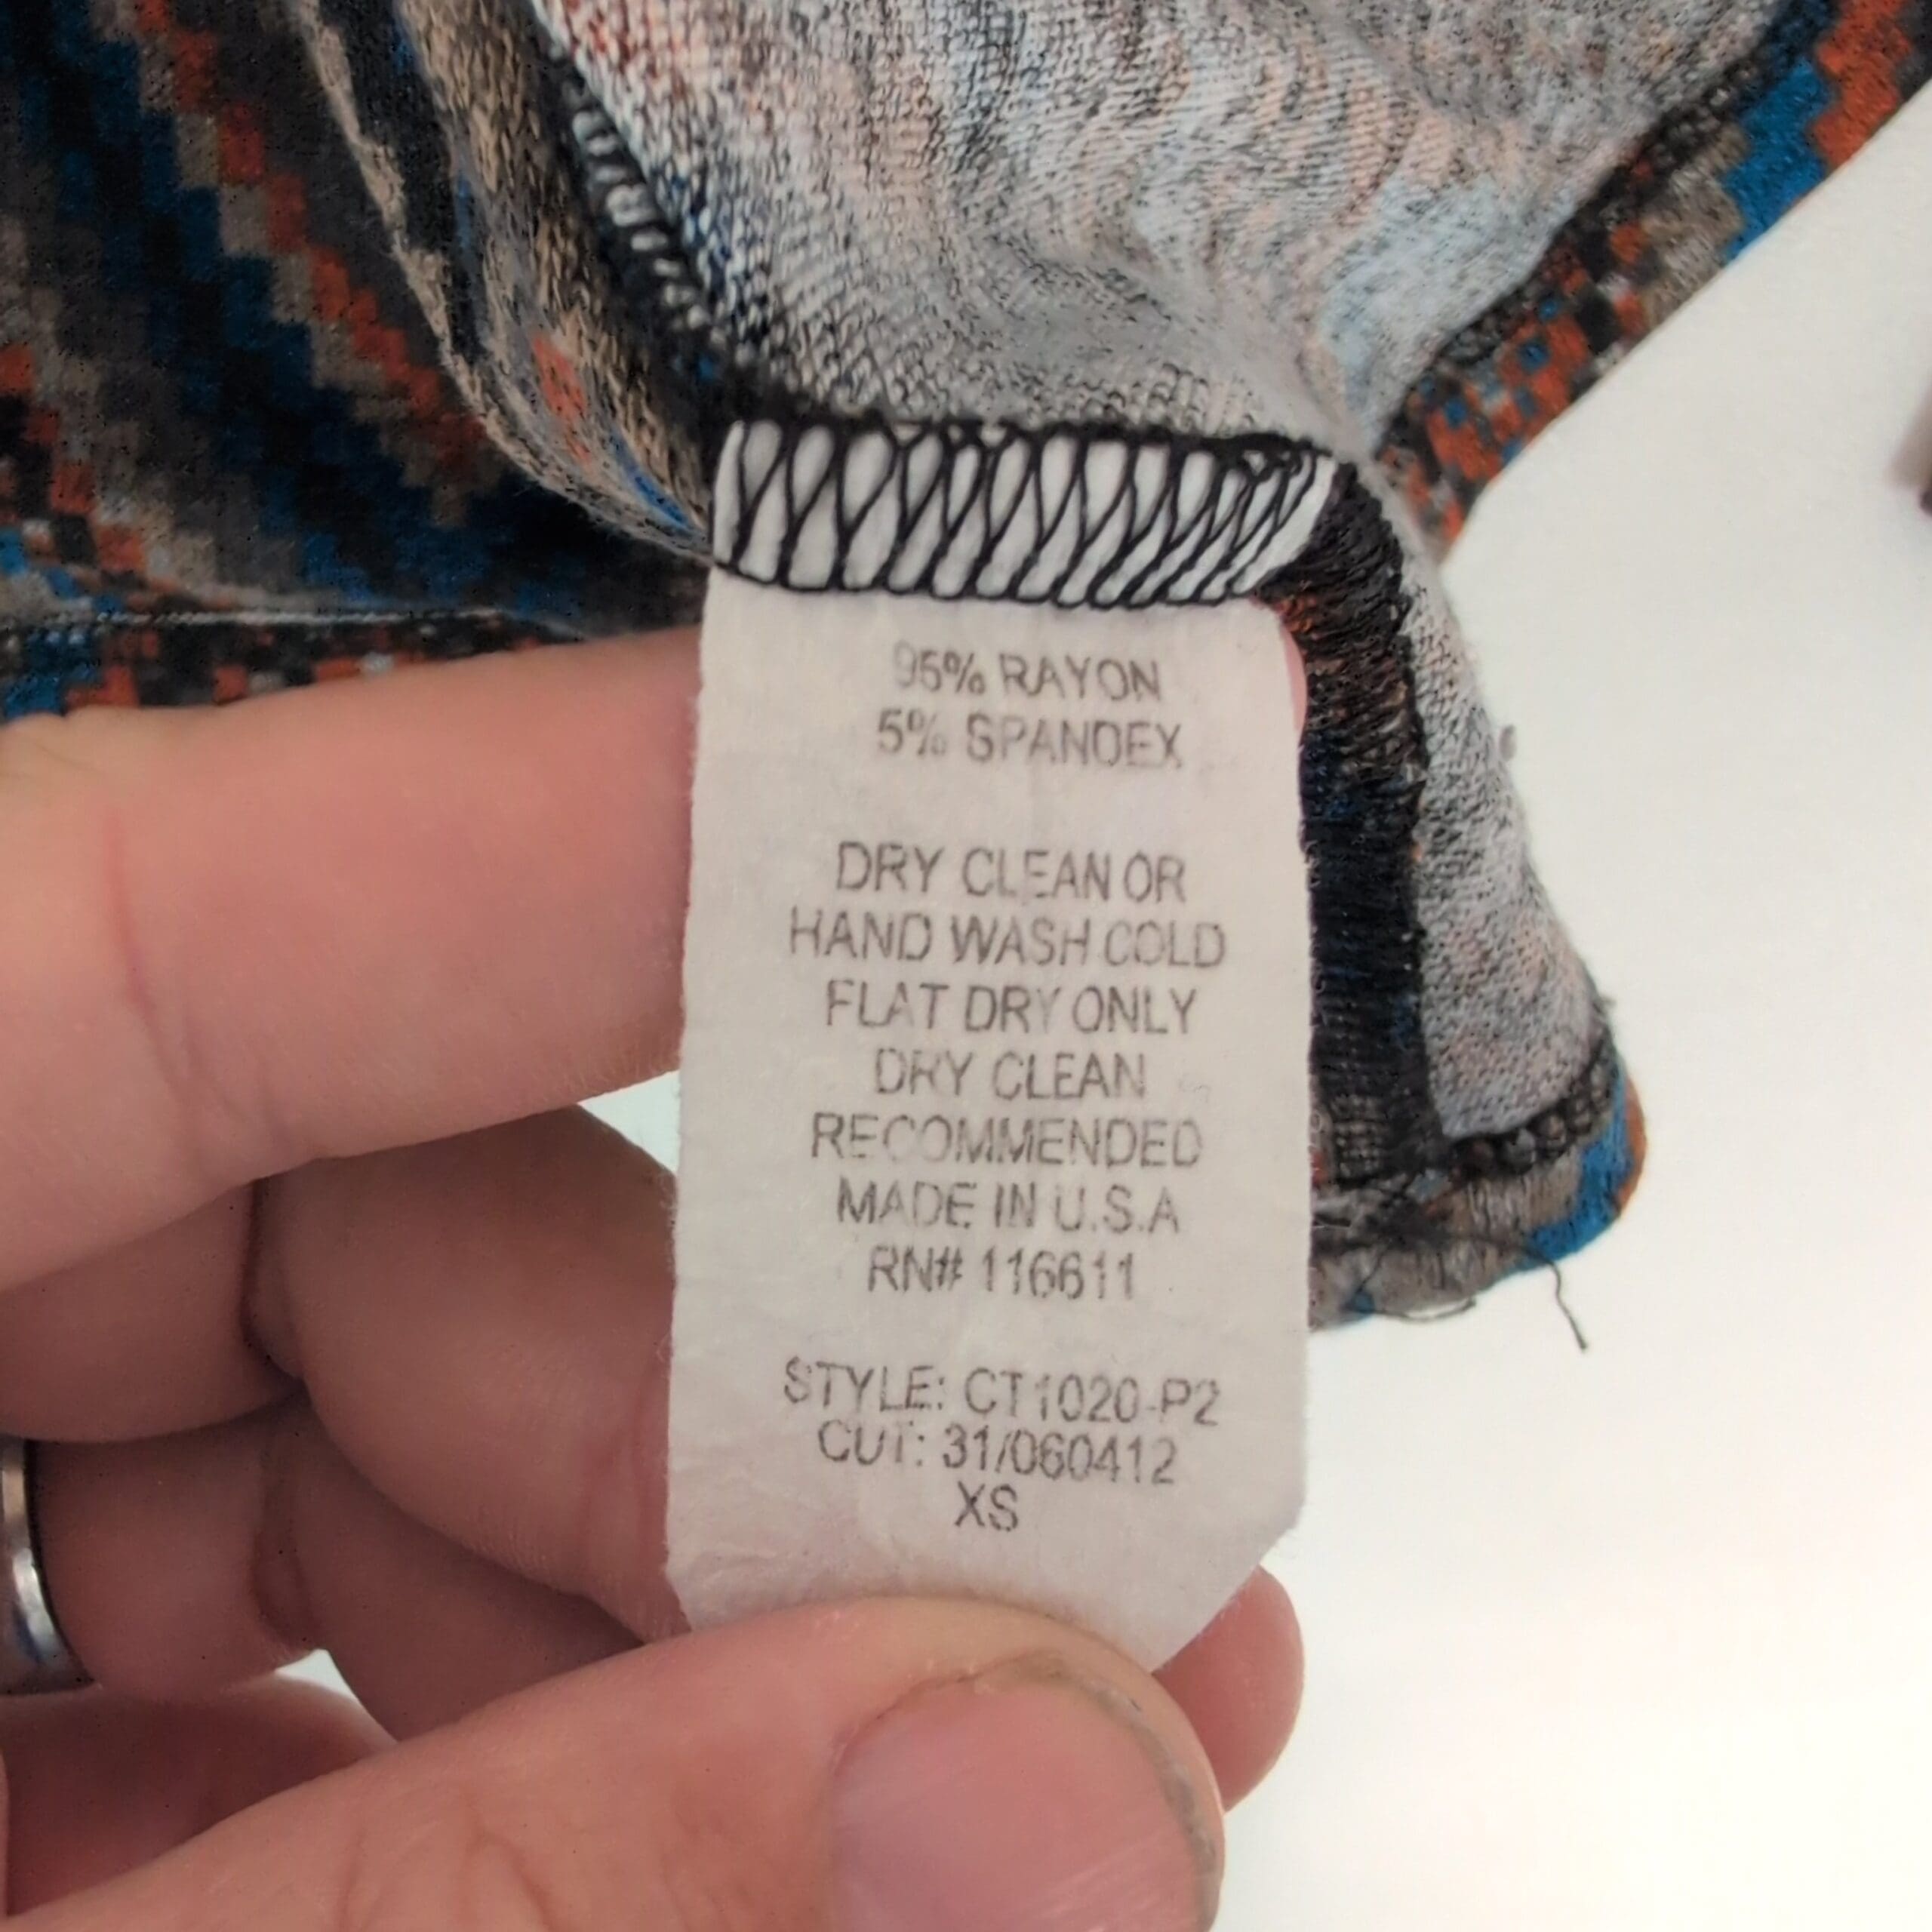 95% RAYON
5% SPANDEX
DRY CLEAN OR
HAND WASH COLD
FLAT DRY ONLY
DRY CLEAN
RECOMMENDED
MADE IN U.S.A
RN# 116611
STYLE: CT1020-P2
CUT: 31/060412
XS